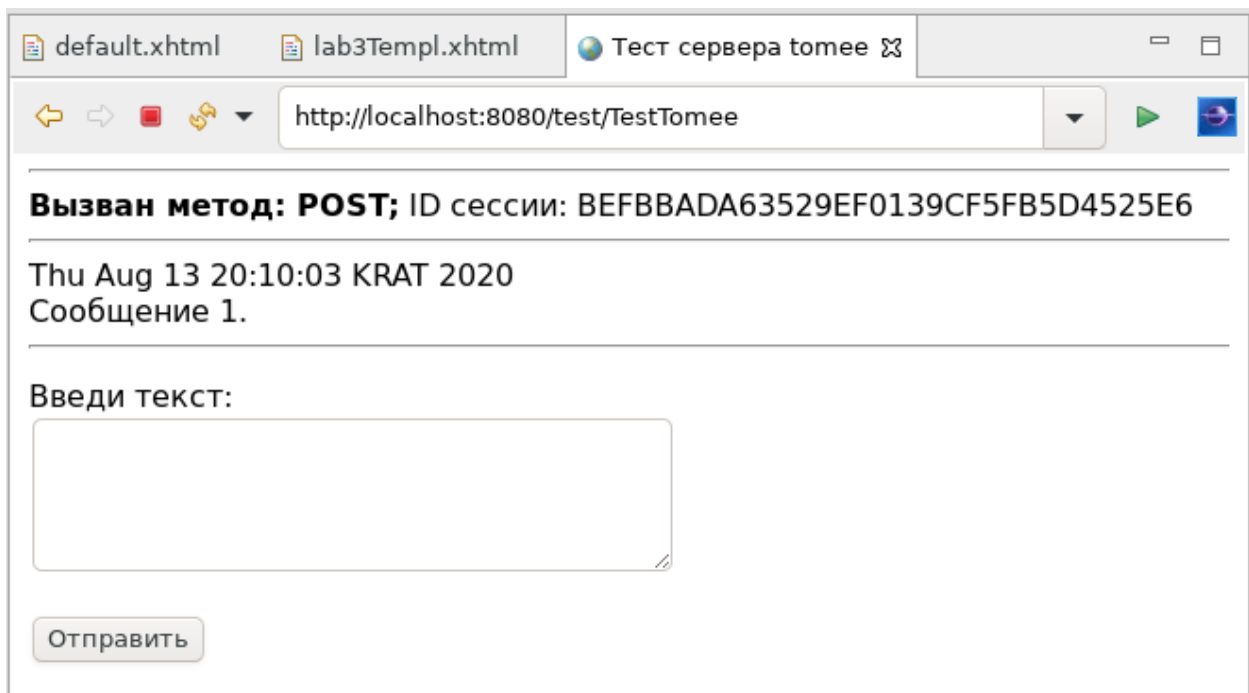 default.xhtml lab3Templ.xhtml Тест сервера tomee
http://localhost:8080/test/TestTomee
Вызван метод: POST; ID сессии: BEFBBADA63529EF0139CF5FB5D4525E6
Thu Aug 13 20:10:03 KRAT 2020
Сообщение 1.
Введи текст:
Отправить